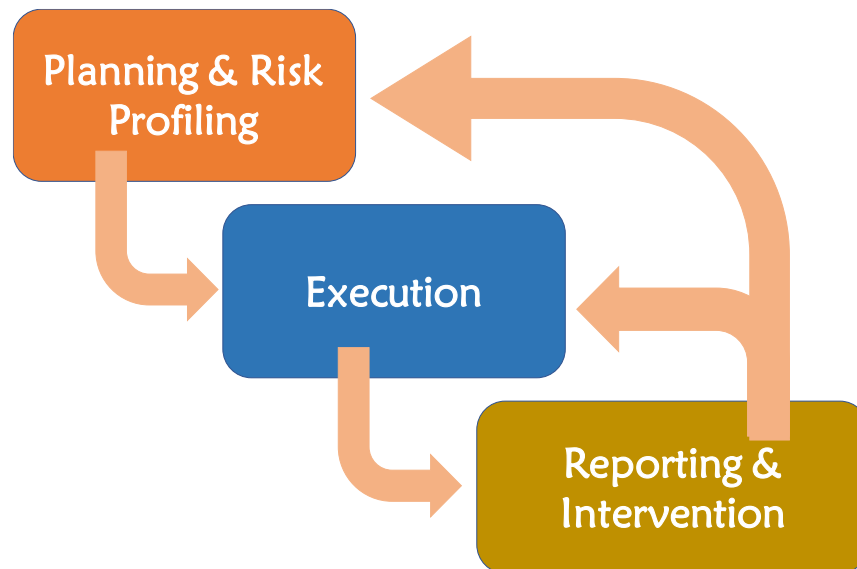 Planning & Risk
Profiling
Execution
Reporting &
Intervention